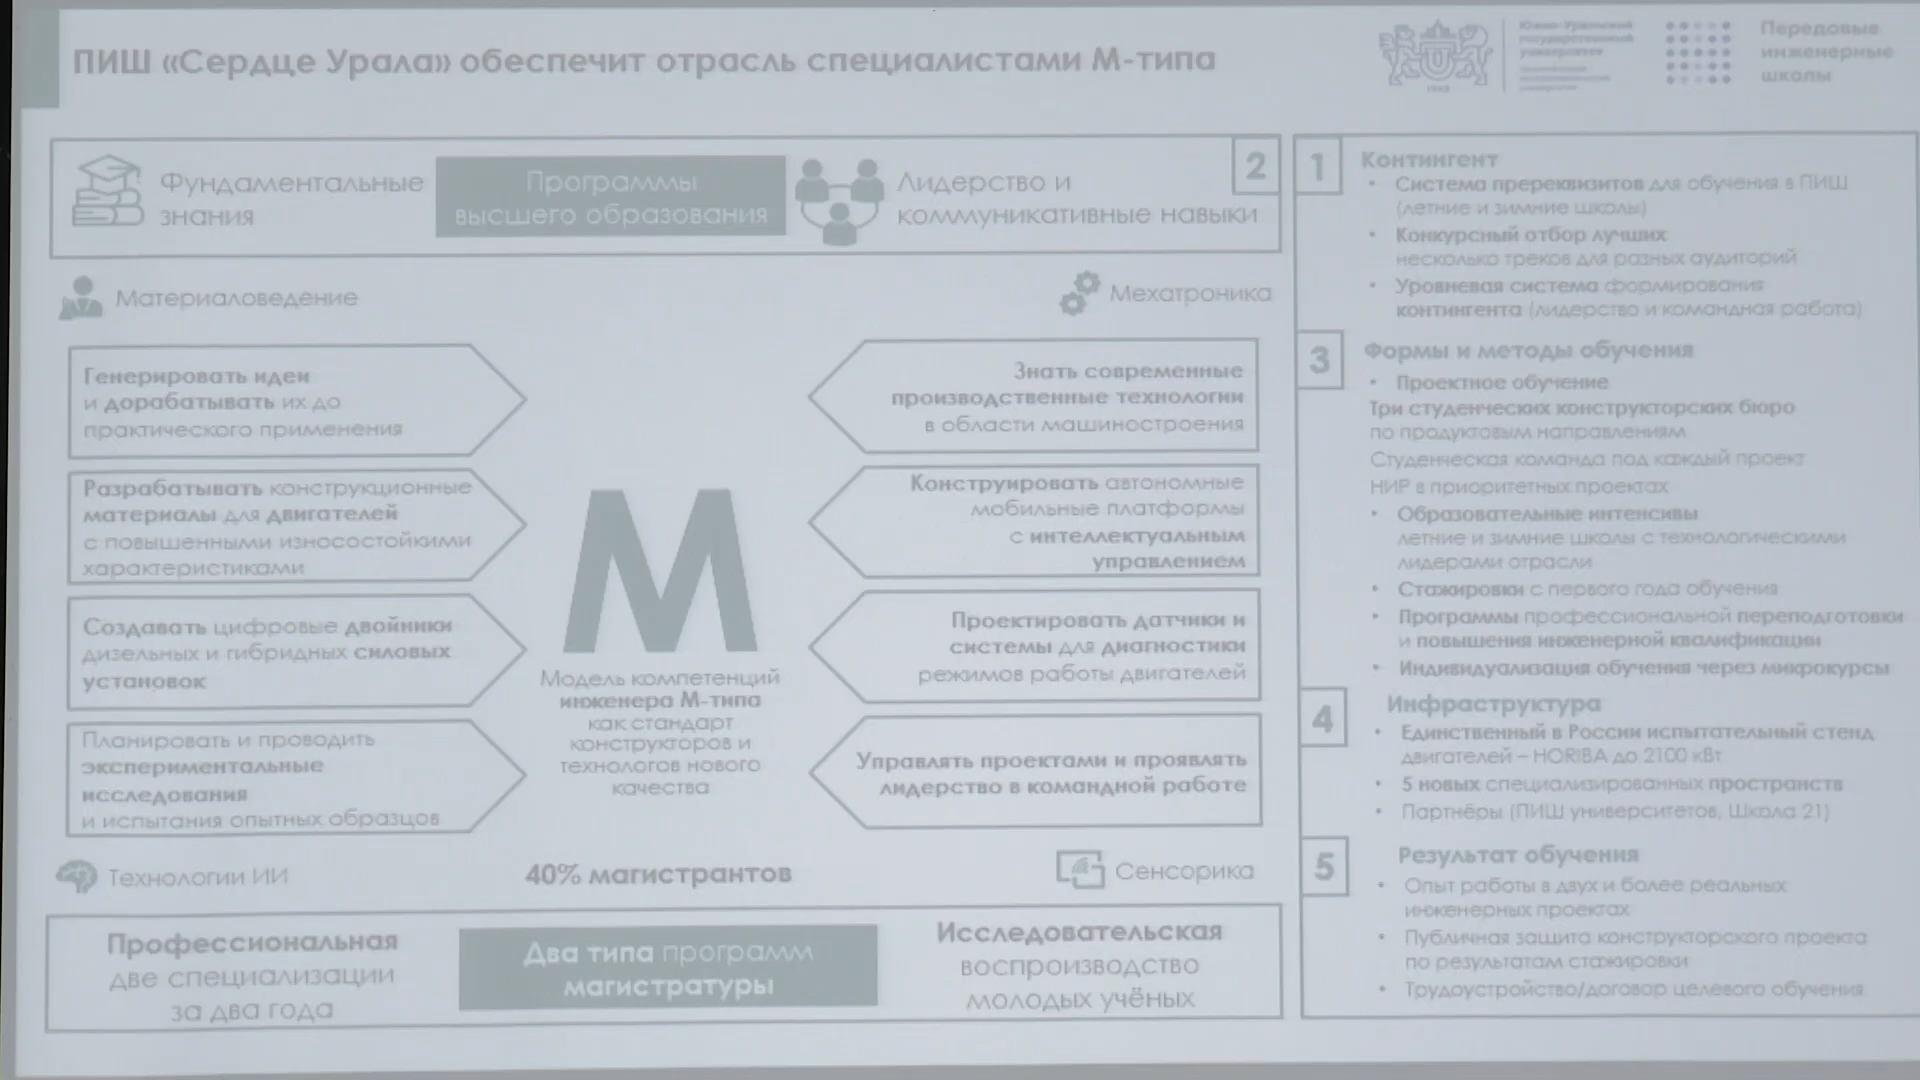 ПИШ «Сердце Урала» обеспечит отрасль специалистами М-типа
Южно-Уральский
государственный
университет
Передовые
инженерные
школы
Фундаментальные
знания
Программы
высшего образования
Лидерство и
коммуникативные навыки
2
Материаловедение
Мехатроника
Генерировать идеи
и дорабатывать их до
практического применения
Разрабатывать конструкционные
материалы для двигателей
с повышенными износостойкими
характеристиками
Создавать цифровые двойники
дизельных и гибридных силовых
установок
Планировать и проводить
экспериментальные
исследования
и испытания опытных образцов
М
Модель компетенций
инженера М-типа
как стандарт
конструкторов и
технологов нового
качества
Знать современные
производственные технологии
в области машиностроения
Конструировать автономные
мобильные платформы
с интеллектуальным
управлением
Проектировать датчики и
системы для диагностики
режимов работы двигателей
Управлять проектами и проявлять
лидерство в командной работе
Технологии ИИ
40% магистрантов
Сенсорика
Профессиональная
две специализации
за два года
Два типа программ
магистратуры
Исследовательская
воспроизводство
молодых учёных
1
Контингент
• Система пререквизитов для обучения в ПИШ
(летние и зимние школы)
• Конкурсный отбор лучших
несколько треков для разных аудиторий
• Уровневая система формирования
контингента (лидерство и командная работа)
3
Формы и методы обучения
• Проектное обучение
Три студенческих конструкторских бюро
по продуктовым направлениям
Студенческая команда под каждый проект
НИР в приоритетных проектах
• Образовательные интенсивы
летние и зимние школы с технологическими
лидерами отрасли
• Стажировки с первого года обучения
• Программы профессиональной переподготовки
и повышения инженерной квалификации
• Индивидуализация обучения через микрокурсы
4
Инфраструктура
• Единственный в России испытательный стенд
двигателей – HORIBA до 2100 кВт
• 5 новых специализированных пространств
• Партнёры (ПИШ университетов, Школа 21)
5
Результат обучения
• Опыт работы в двух и более реальных
инженерных проектах
• Публичная защита конструкторского проекта
по результатам стажировки
• Трудоустройство/договор целевого обучения